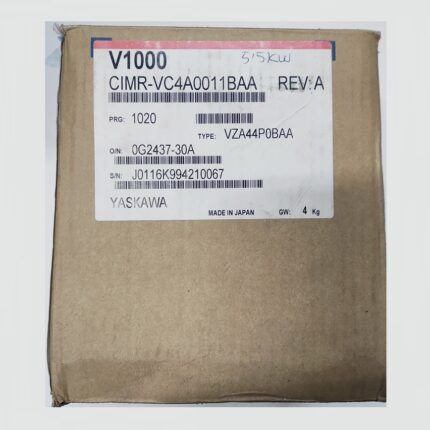 V1000
5.5KW
CIMR-VC4A0011BAA REV:A
PRG: 1020
TYPE: VZA44P0BAA
O/N: 0G2437-30A
S/N: J0116K994210067
YASKAWA MADE IN JAPAN GW: 4 Kg